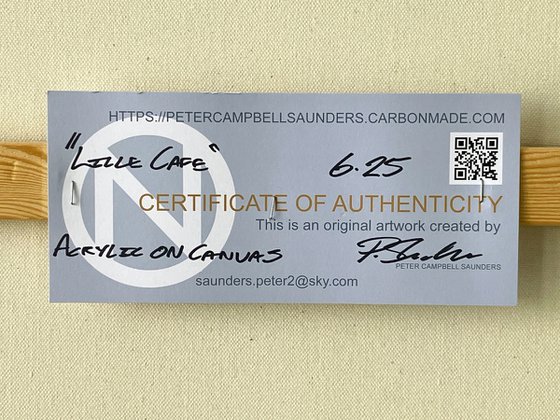 HTTPS://PETERCAMPBELLSAUNDERS.CARBONMADE.COM
"LILLE CAFE" 6.25
N
CERTIFICATE OF AUTHENTICITY
This is an original artwork created by
ACRYLIC ON CANVAS
PETER CAMPBELL SAUNDERS
saunders.peter2@sky.com